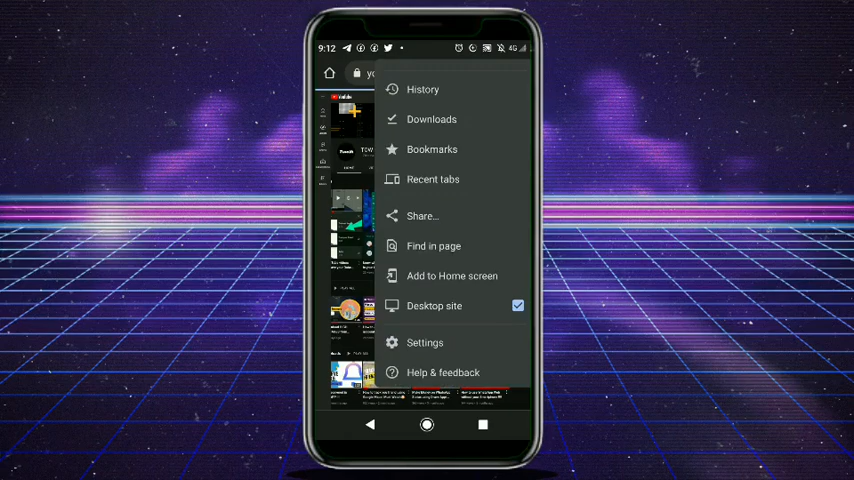 9:12
4G
History
Downloads
Bookmarks
Recent tabs
Share...
Find in page
Add to Home screen
Desktop site
Settings
Help & feedback